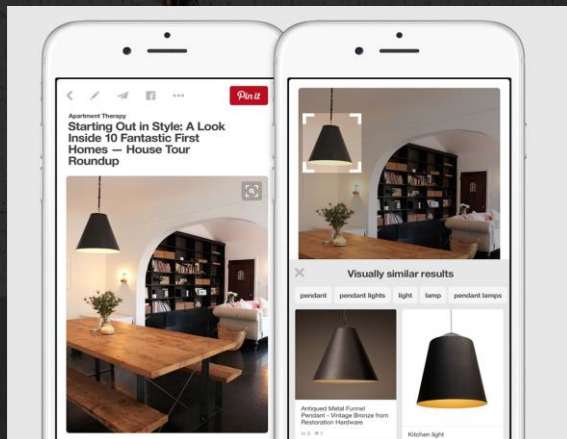 Pin it
Apartment Therapy
Starting Out in Style: A Look
Inside 10 Fantastic First
Homes — House Tour
Roundup
Visually similar results
pendant
pendant lights
light
lamp
pendant lamps
Antiqued Metal Funnel
Pendant - Vintage Bronze from
Restoration Hardware
Kitchen light